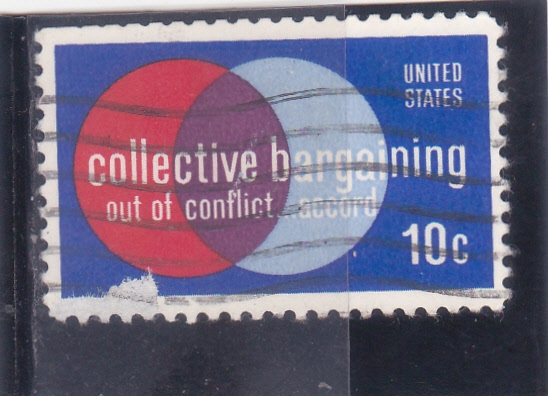 UNITED
STATES
collective bargaining
out of conflict...accord
10c